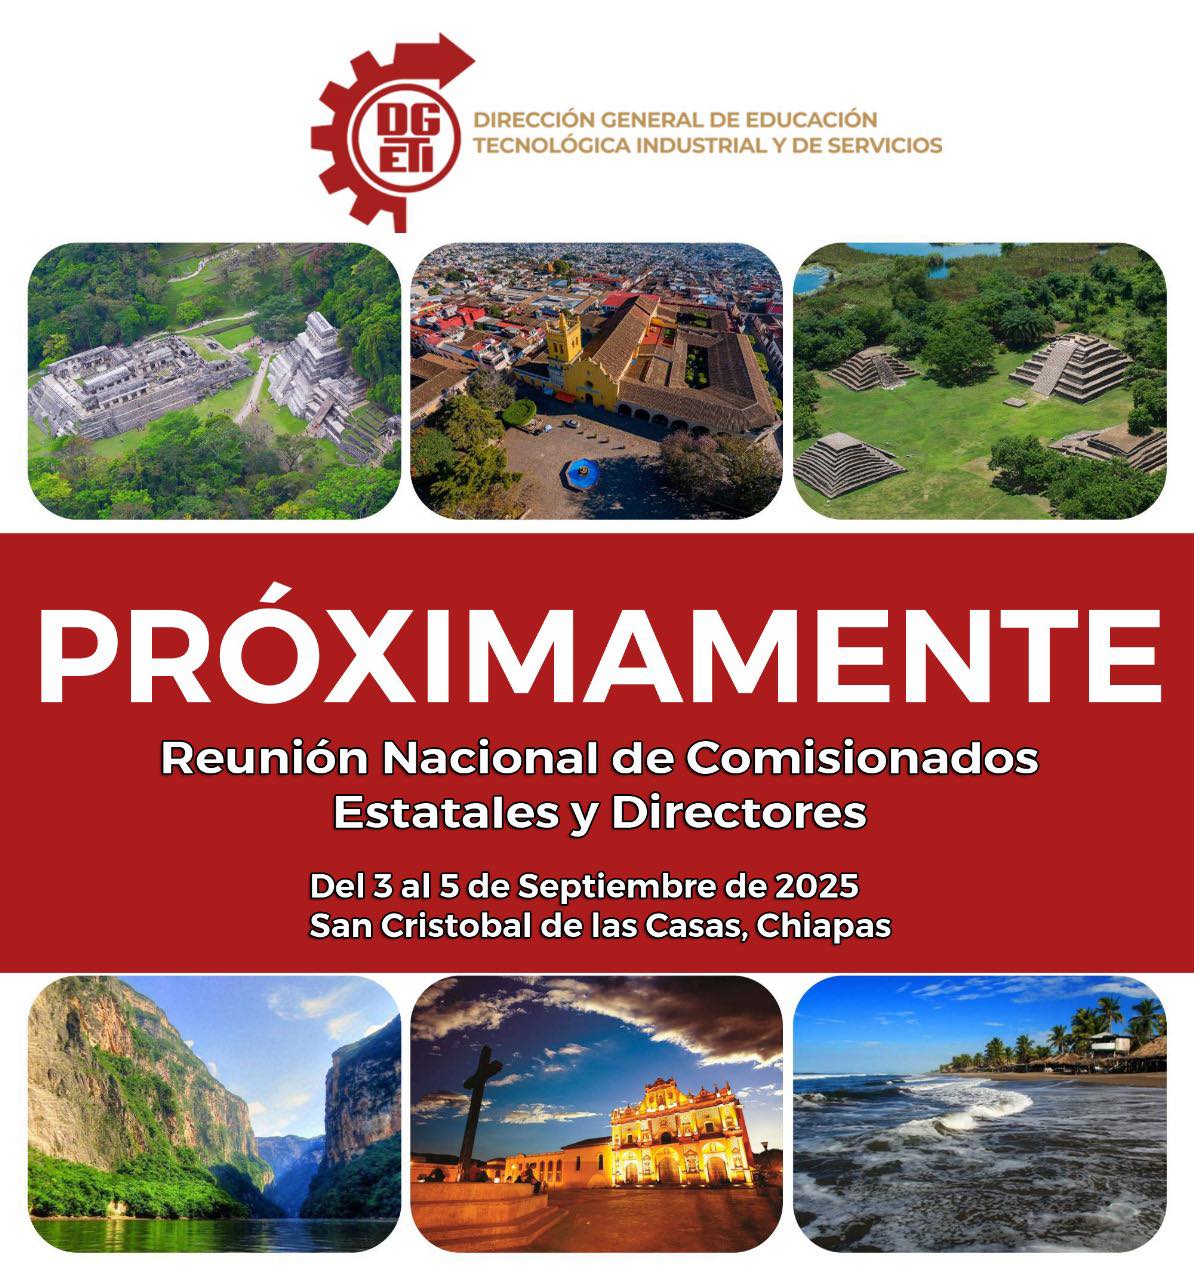 DG
ETI
DIRECCIÓN GENERAL DE EDUCACIÓN
TECNOLÓGICA INDUSTRIAL Y DE SERVICIOS
PRÓXIMAMENTE
Reunión Nacional de Comisionados
Estatales y Directores
Del 3 al 5 de Septiembre de 2025
San Cristobal de las Casas, Chiapas